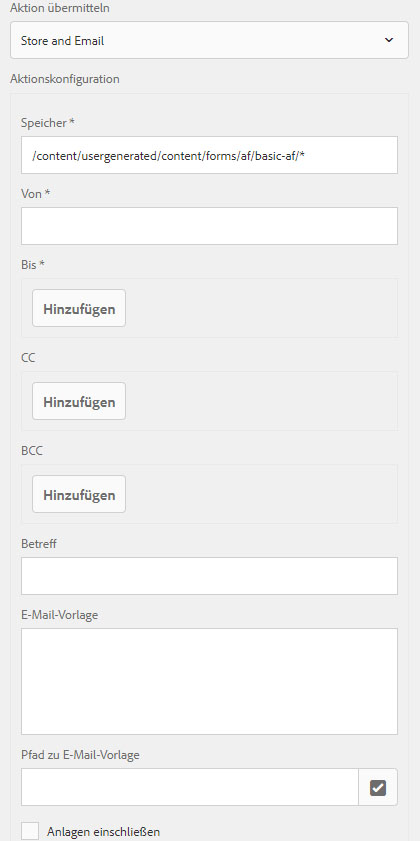 Aktion übermitteln
Store and Email
Aktionskonfiguration
Speicher *
/content/usergenerated/content/forms/af/basic-af/*
Von *
Bis *
Hinzufügen
CC
Hinzufügen
BCC
Hinzufügen
Betreff
E-Mail-Vorlage
Pfad zu E-Mail-Vorlage
Anlagen einschließen